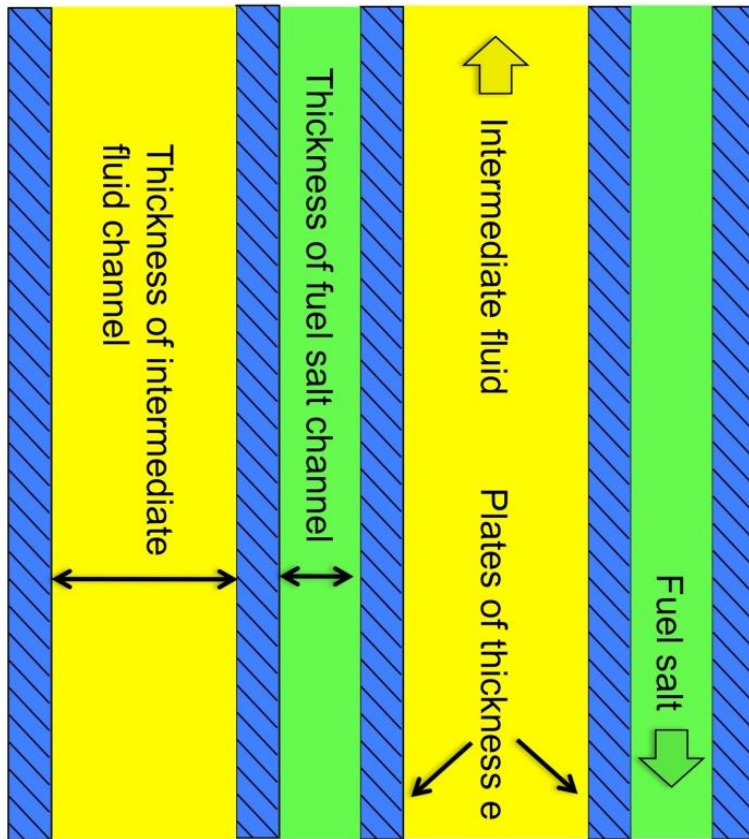 Thickness of intermediate
fluid channel
Thickness of fuel salt channel
Intermediate fluid
Plates of thickness e
Fuel salt